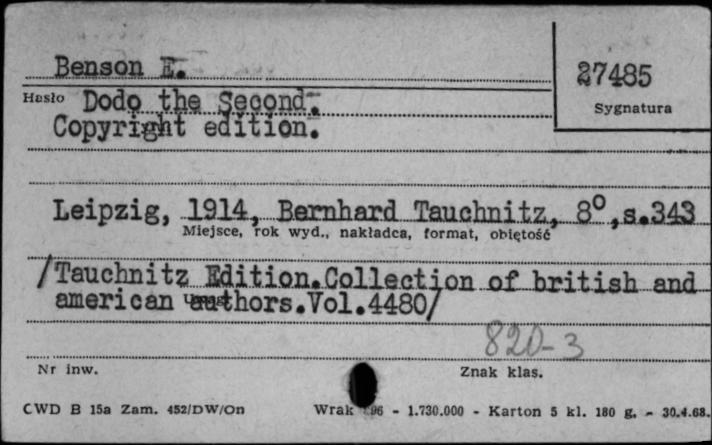 Benson E.
27485
Hasło Dodo the Second.
Sygnatura
Copyright edition.
Leipzig, 1914, Bernhard Tauchnitz, 8°, s.343
Miejsce, rok wyd., nakładca, format, objętość
/Tauchnitz Edition.Collection of british and
american authors.Vol.4480/
820-3
Nr inw.
Znak klas.
CWD B 15a Zam. 452/DW/On Wrak 96 - 1.730.000 - Karton 5 kl. 180 g. - 30.4.68.